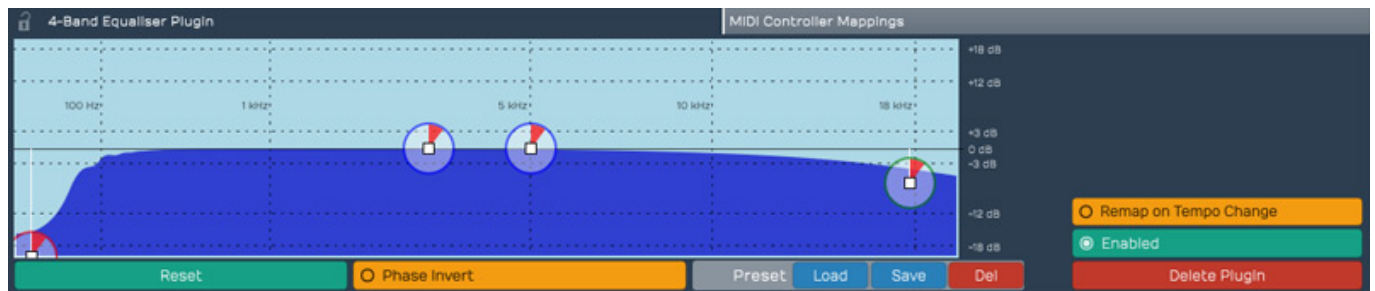 4-Band Equaliser Plugin
MIDI Controller Mappings
+18 dB
+12 dB
100 Hz 1 kHz 5 kHz 10 kHz 18 kHz
+3 dB
0 dB
-3 dB
-12 dB
-18 dB
Remap on Tempo Change
Enabled
Reset
Phase Invert
Preset Load Save Del
Delete Plugin